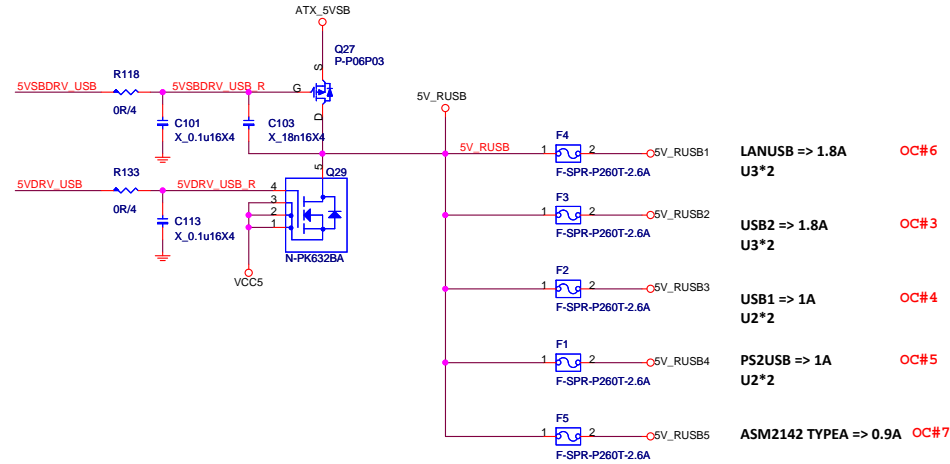 ATX_5VSB
Q27
P-P06P03
S
G
D
5VSBDRV_USB
R118
0R/4
5VSBDRV_USB_R
C101
X_0.1u16X4
C103
X_18n16X4
5V_RUSB
5V_RUSB
5VDRV_USB
R133
0R/4
5VDRV_USB_R
C113
X_0.1u16X4
5
Q29
4
3
2
1
N-PK632BA
VCC5
F4
1
2
5V_RUSB1
F-SPR-P260T-2.6A
LANUSB => 1.8A
U3*2
OC#6
F3
1
2
5V_RUSB2
F-SPR-P260T-2.6A
USB2 => 1.8A
U3*2
OC#3
F2
1
2
5V_RUSB3
F-SPR-P260T-2.6A
USB1 => 1A
U2*2
OC#4
F1
1
2
5V_RUSB4
F-SPR-P260T-2.6A
PS2USB => 1A
U2*2
OC#5
F5
1
2
5V_RUSB5
F-SPR-P260T-2.6A
ASM2142 TYPEA => 0.9A
OC#7